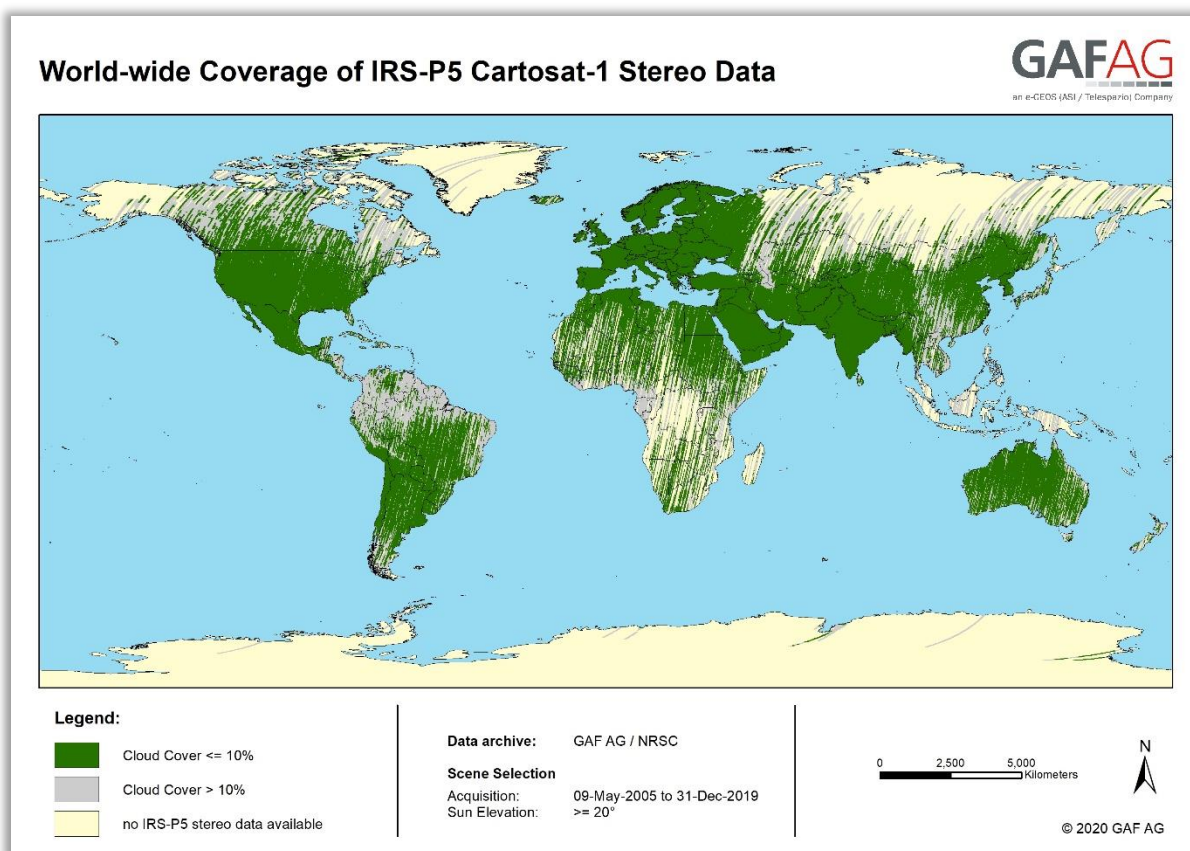 World-wide Coverage of IRS-P5 Cartosat-1 Stereo Data
GAFAG
an e-GEOS (ASI / Telespazio) Company
Legend:
Cloud Cover <= 10%
Cloud Cover > 10%
no IRS-P5 stereo data available
Data archive: GAF AG / NRSC
Scene Selection
Acquisition: 09-May-2005 to 31-Dec-2019
Sun Elevation: >= 20°
0 2,500 5,000
Kilometers
N
© 2020 GAF AG